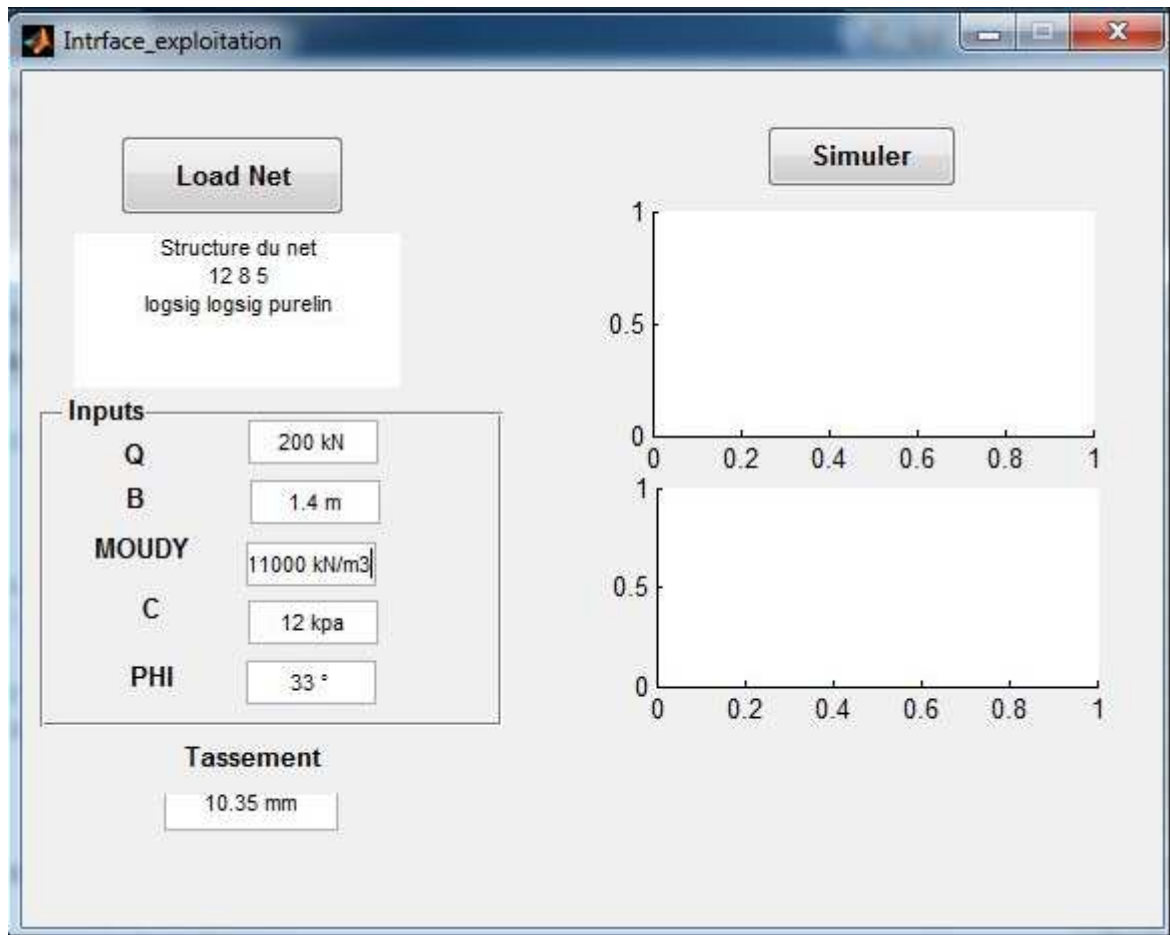 Intrface_exploitation
Load Net
Structure du net
12 8 5
logsig logsig purelin
Inputs
Q
200 kN
B
1.4 m
MOUDY
11000 kN/m3
C
12 kpa
PHI
33 °
Tassement
10.35 mm
Simuler
1
0.5
0
0 0.2 0.4 0.6 0.8 1
1
0.5
0
0 0.2 0.4 0.6 0.8 1